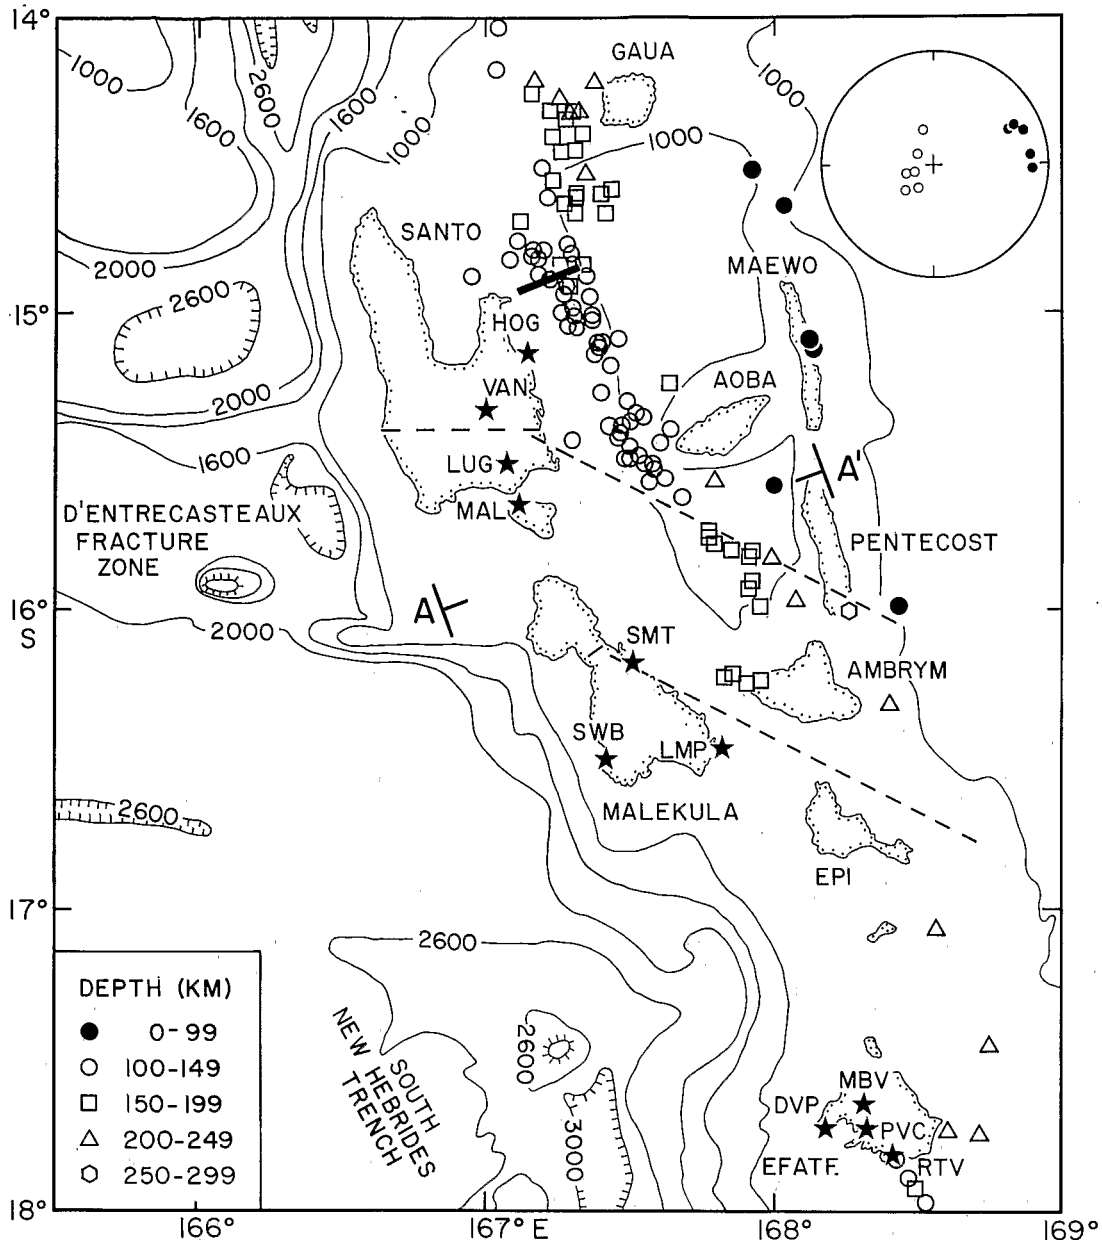 14°
GAUA
1000
2600
1600
1600
1000
1000
1000
SANTO
2000
2600
MAEWO
15°
HOG
VAN
AOBA
2000
1600
LUG
A'
MAL
D'ENTRECASTEAUX
FRACTURE
ZONE
PENTECOST
A
16°
S
2000
SMT
AMBRYM
SWB
LMP
2600
MALEKULA
EPI
17°
2600
DEPTH (KM)
0-99
100-149
150-199
200-249
250-299
SOUTH
NEW HEBRIDES
TRENCH
2600
3000
MBV
DVP
PVC
EFATE
RTV
18°
166°
167°E
168°
169°